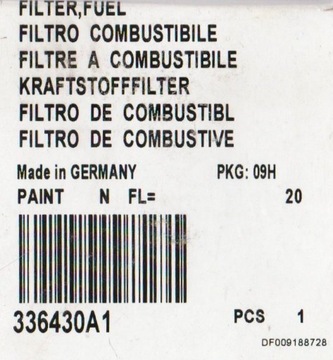 FILTER,FUEL
FILTRO COMBUSTIBILE
FILTRE A COMBUSTIBILE
KRAFTSTOFFFILTER
FILTRO DE COMBUSTIBL
FILTRO DE COMBUSTIVE
Made in GERMANY PKG: 09H
PAINT N FL= 20
336430A1 PCS 1
DF009188728